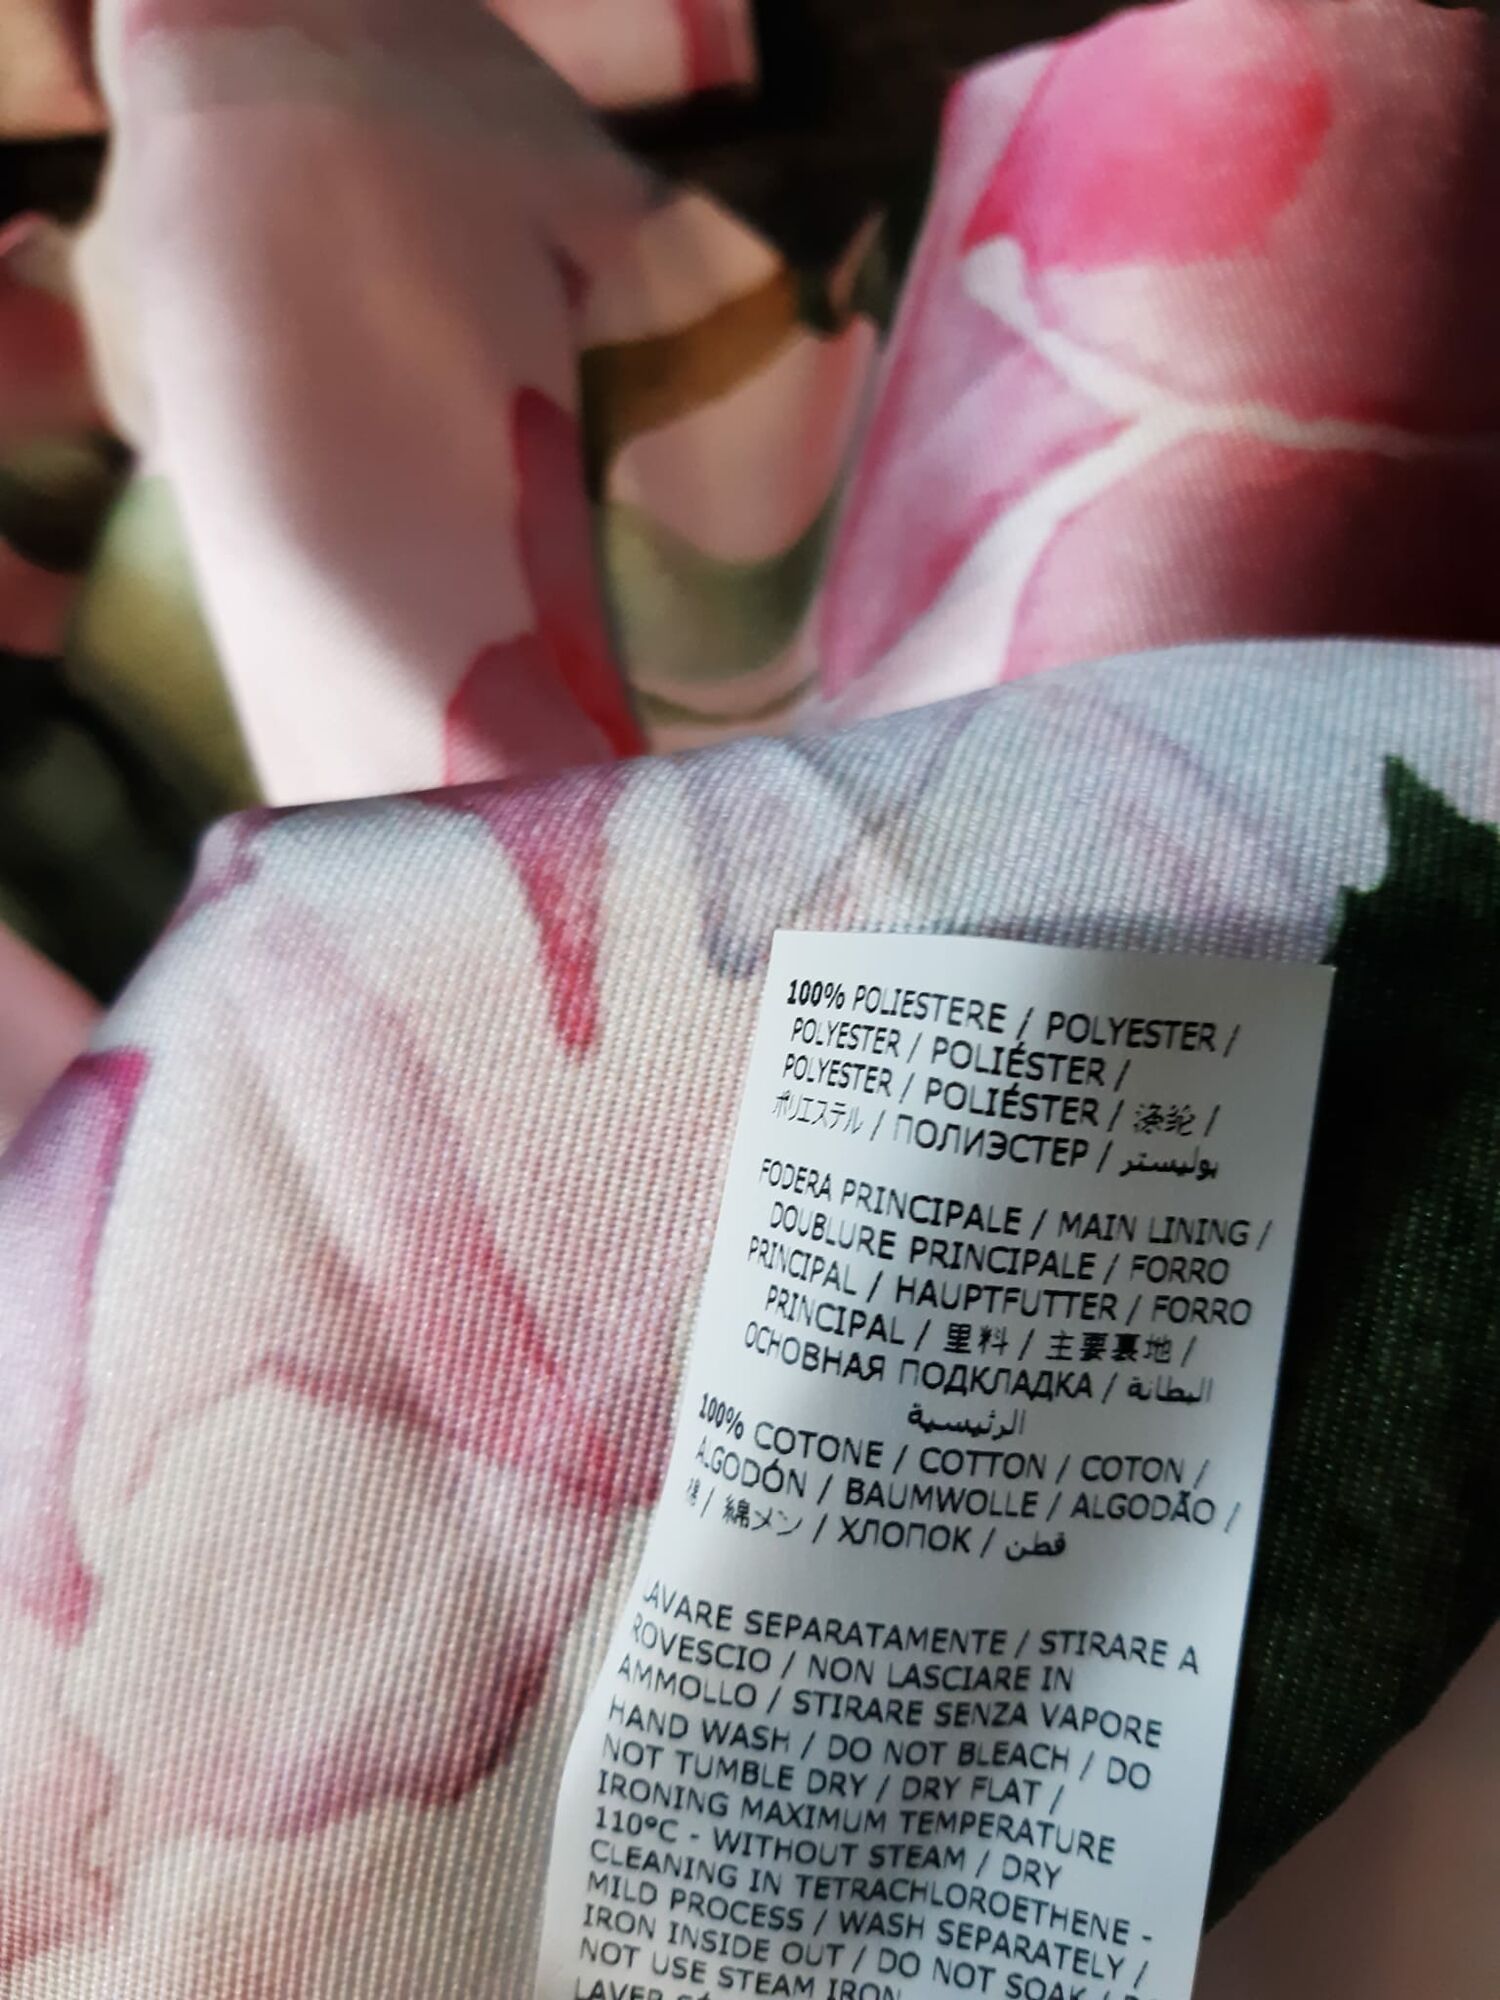 100% POLIESTERE / POLYESTER /
POLYESTER / POLIÉSTER /
POLYESTER / POLIÉSTER / 涤纶 /
ポリエステル / ПОЛИЭСТЕР / بوليستر
FODERA PRINCIPALE / MAIN LINING /
DOUBLURE PRINCIPALE / FORRO
PRINCIPAL / HAUPTFUTTER / FORRO
PRINCIPAL / 里料 / 主要裏地 /
ОСНОВНАЯ ПОДКЛАДКА / البطانة
الرئيسية
100% COTONE / COTTON / COTON /
ALGODÓN / BAUMWOLLE / ALGODÃO /
/ 綿メン / ХЛОПОК / قطن
LAVARE SEPARATAMENTE / STIRARE A
ROVESCIO / NON LASCIARE IN
AMMOLLO / STIRARE SENZA VAPORE
HAND WASH / DO NOT BLEACH / DO
NOT TUMBLE DRY / DRY FLAT /
IRONING MAXIMUM TEMPERATURE
110°C - WITHOUT STEAM / DRY
CLEANING IN TETRACHLOROETHENE -
MILD PROCESS / WASH SEPARATELY /
IRON INSIDE OUT / DO NOT SOAK /
NOT USE STEAM IRON
LAVER